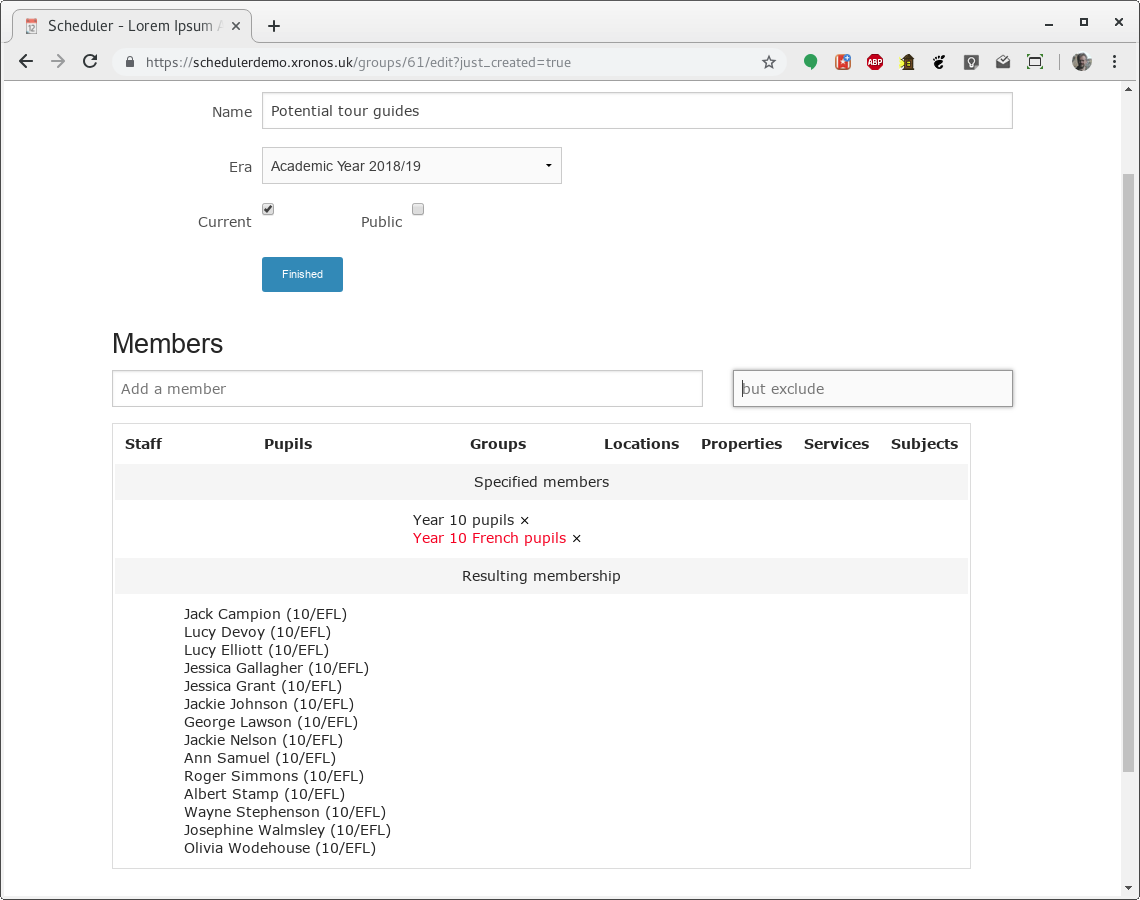 Scheduler - Lorem Ipsum
https://schedulerdemo.xronos.uk/groups/61/edit?just_created=true
ABP
Name Potential tour guides
Era Academic Year 2018/19
Current Public
Finished
Members
Add a member but exclude
Staff Pupils Groups Locations Properties Services Subjects
Specified members
Year 10 pupils ×
Year 10 French pupils ×
Resulting membership
Jack Campion (10/EFL)
Lucy Devoy (10/EFL)
Lucy Elliott (10/EFL)
Jessica Gallagher (10/EFL)
Jessica Grant (10/EFL)
Jackie Johnson (10/EFL)
George Lawson (10/EFL)
Jackie Nelson (10/EFL)
Ann Samuel (10/EFL)
Roger Simmons (10/EFL)
Albert Stamp (10/EFL)
Wayne Stephenson (10/EFL)
Josephine Walmsley (10/EFL)
Olivia Wodehouse (10/EFL)